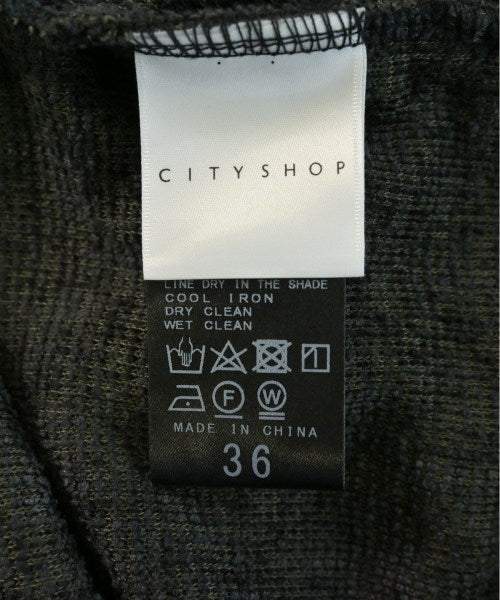 CITYSHOP
LINE DRY IN THE SHADE
COOL IRON
DRY CLEAN
WET CLEAN
F W
MADE IN CHINA
36